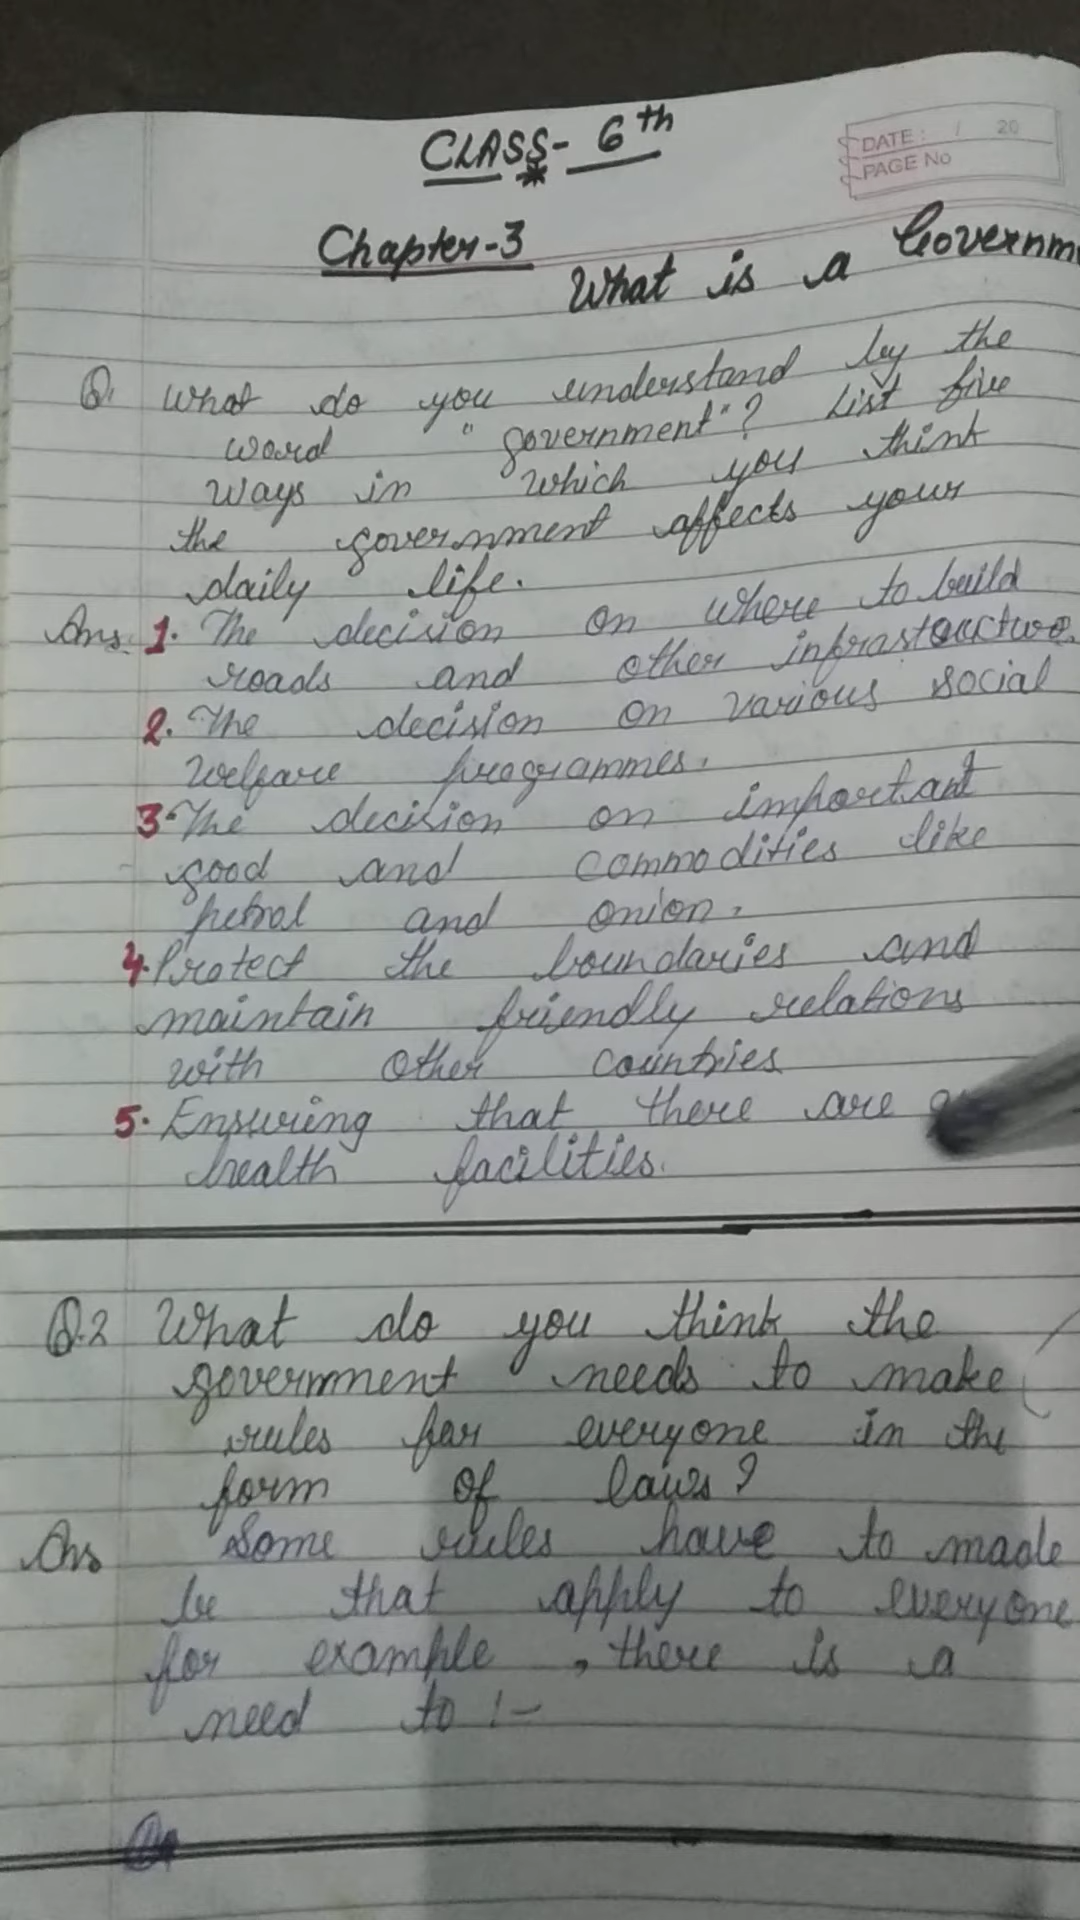 CLASS- 6th
DATE: / 20
PAGE No
Chapter-3
What is a Governm
Q. What do you understand by the
word "government"? List five
ways in which you think
the government affects your
daily life.
Ans. 1. The decision on where to build
roads and other infrastructure.
2. The decision on various social
welfare programmes.
3. The decision on important
good and commodities like
petrol and onion.
4. Protect the boundaries and
maintain friendly relations
with other countries
5. Ensuring that there are
health facilities.
Q.2 What do you think the
government needs to make
rules for everyone in the
form of laws?
Ans Some rules have to made
be that apply to everyone
for example, there is a
need to :-